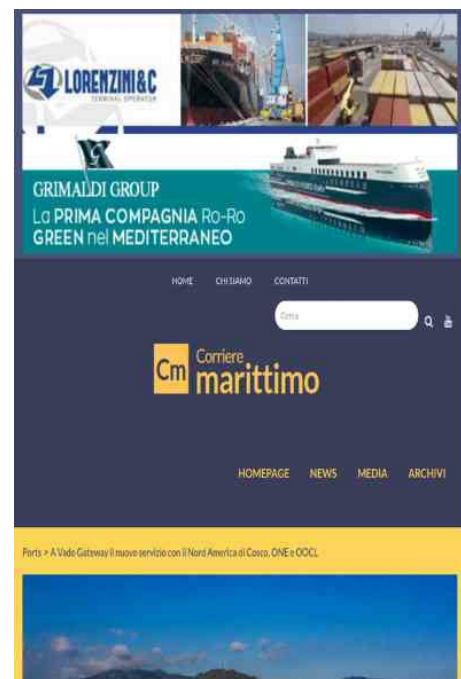 LORENZINI&C
TERMINAL OPERATOR
GRIMALDI GROUP
La PRIMA COMPAGNIA Ro-Ro
GREEN nel MEDITERRANEO
HOME CHI SIAMO CONTATTI
Cerca
Cm Corriere
marittimo
HOMEPAGE NEWS MEDIA ARCHIVI
Ports > A Vado Gateway il nuovo servizio con il Nord America di Cosco, ONE e OOCL